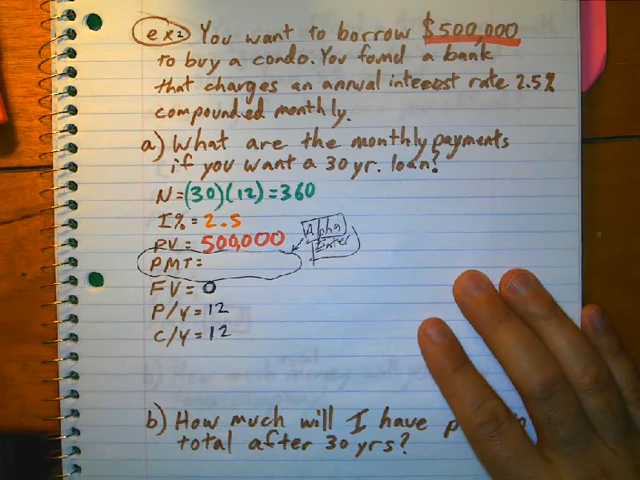 ex2 You want to borrow $500,000
to buy a condo. You found a bank
that charges an annual interest rate 2.5%
compounded monthly.
a) What are the monthly payments
if you want a 30 yr. loan?
N=(30)(12)=360
I%= 2.5
PV= 500,000
Alpha
Enter
PMT=
FV= 0
P/Y=12
C/Y=12
b) How much will I have
total after 30 yrs?